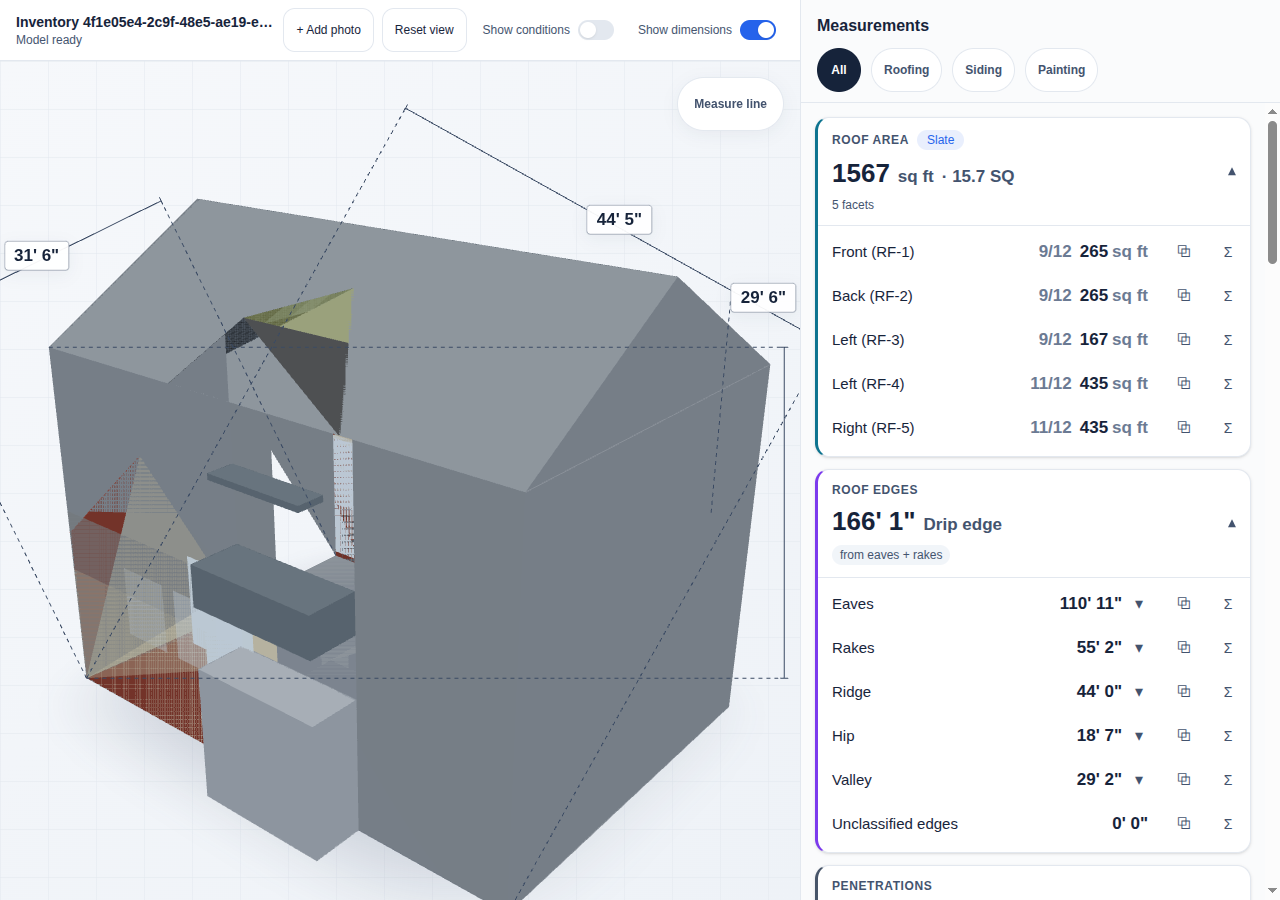 Inventory 4f1e05e4-2c9f-48e5-ae19-e…
Model ready
+ Add photo
Reset view
Show conditions
Show dimensions
Measure line
31' 6"
44' 5"
29' 6"
Measurements
All
Roofing
Siding
Painting
ROOF AREA Slate
1567 sq ft · 15.7 SQ
5 facets
Front (RF-1) 9/12 265 sq ft Σ
Back (RF-2) 9/12 265 sq ft Σ
Left (RF-3) 9/12 167 sq ft Σ
Left (RF-4) 11/12 435 sq ft Σ
Right (RF-5) 11/12 435 sq ft Σ
ROOF EDGES
166' 1" Drip edge
from eaves + rakes
Eaves 110' 11" Σ
Rakes 55' 2" Σ
Ridge 44' 0" Σ
Hip 18' 7" Σ
Valley 29' 2" Σ
Unclassified edges 0' 0" Σ
PENETRATIONS